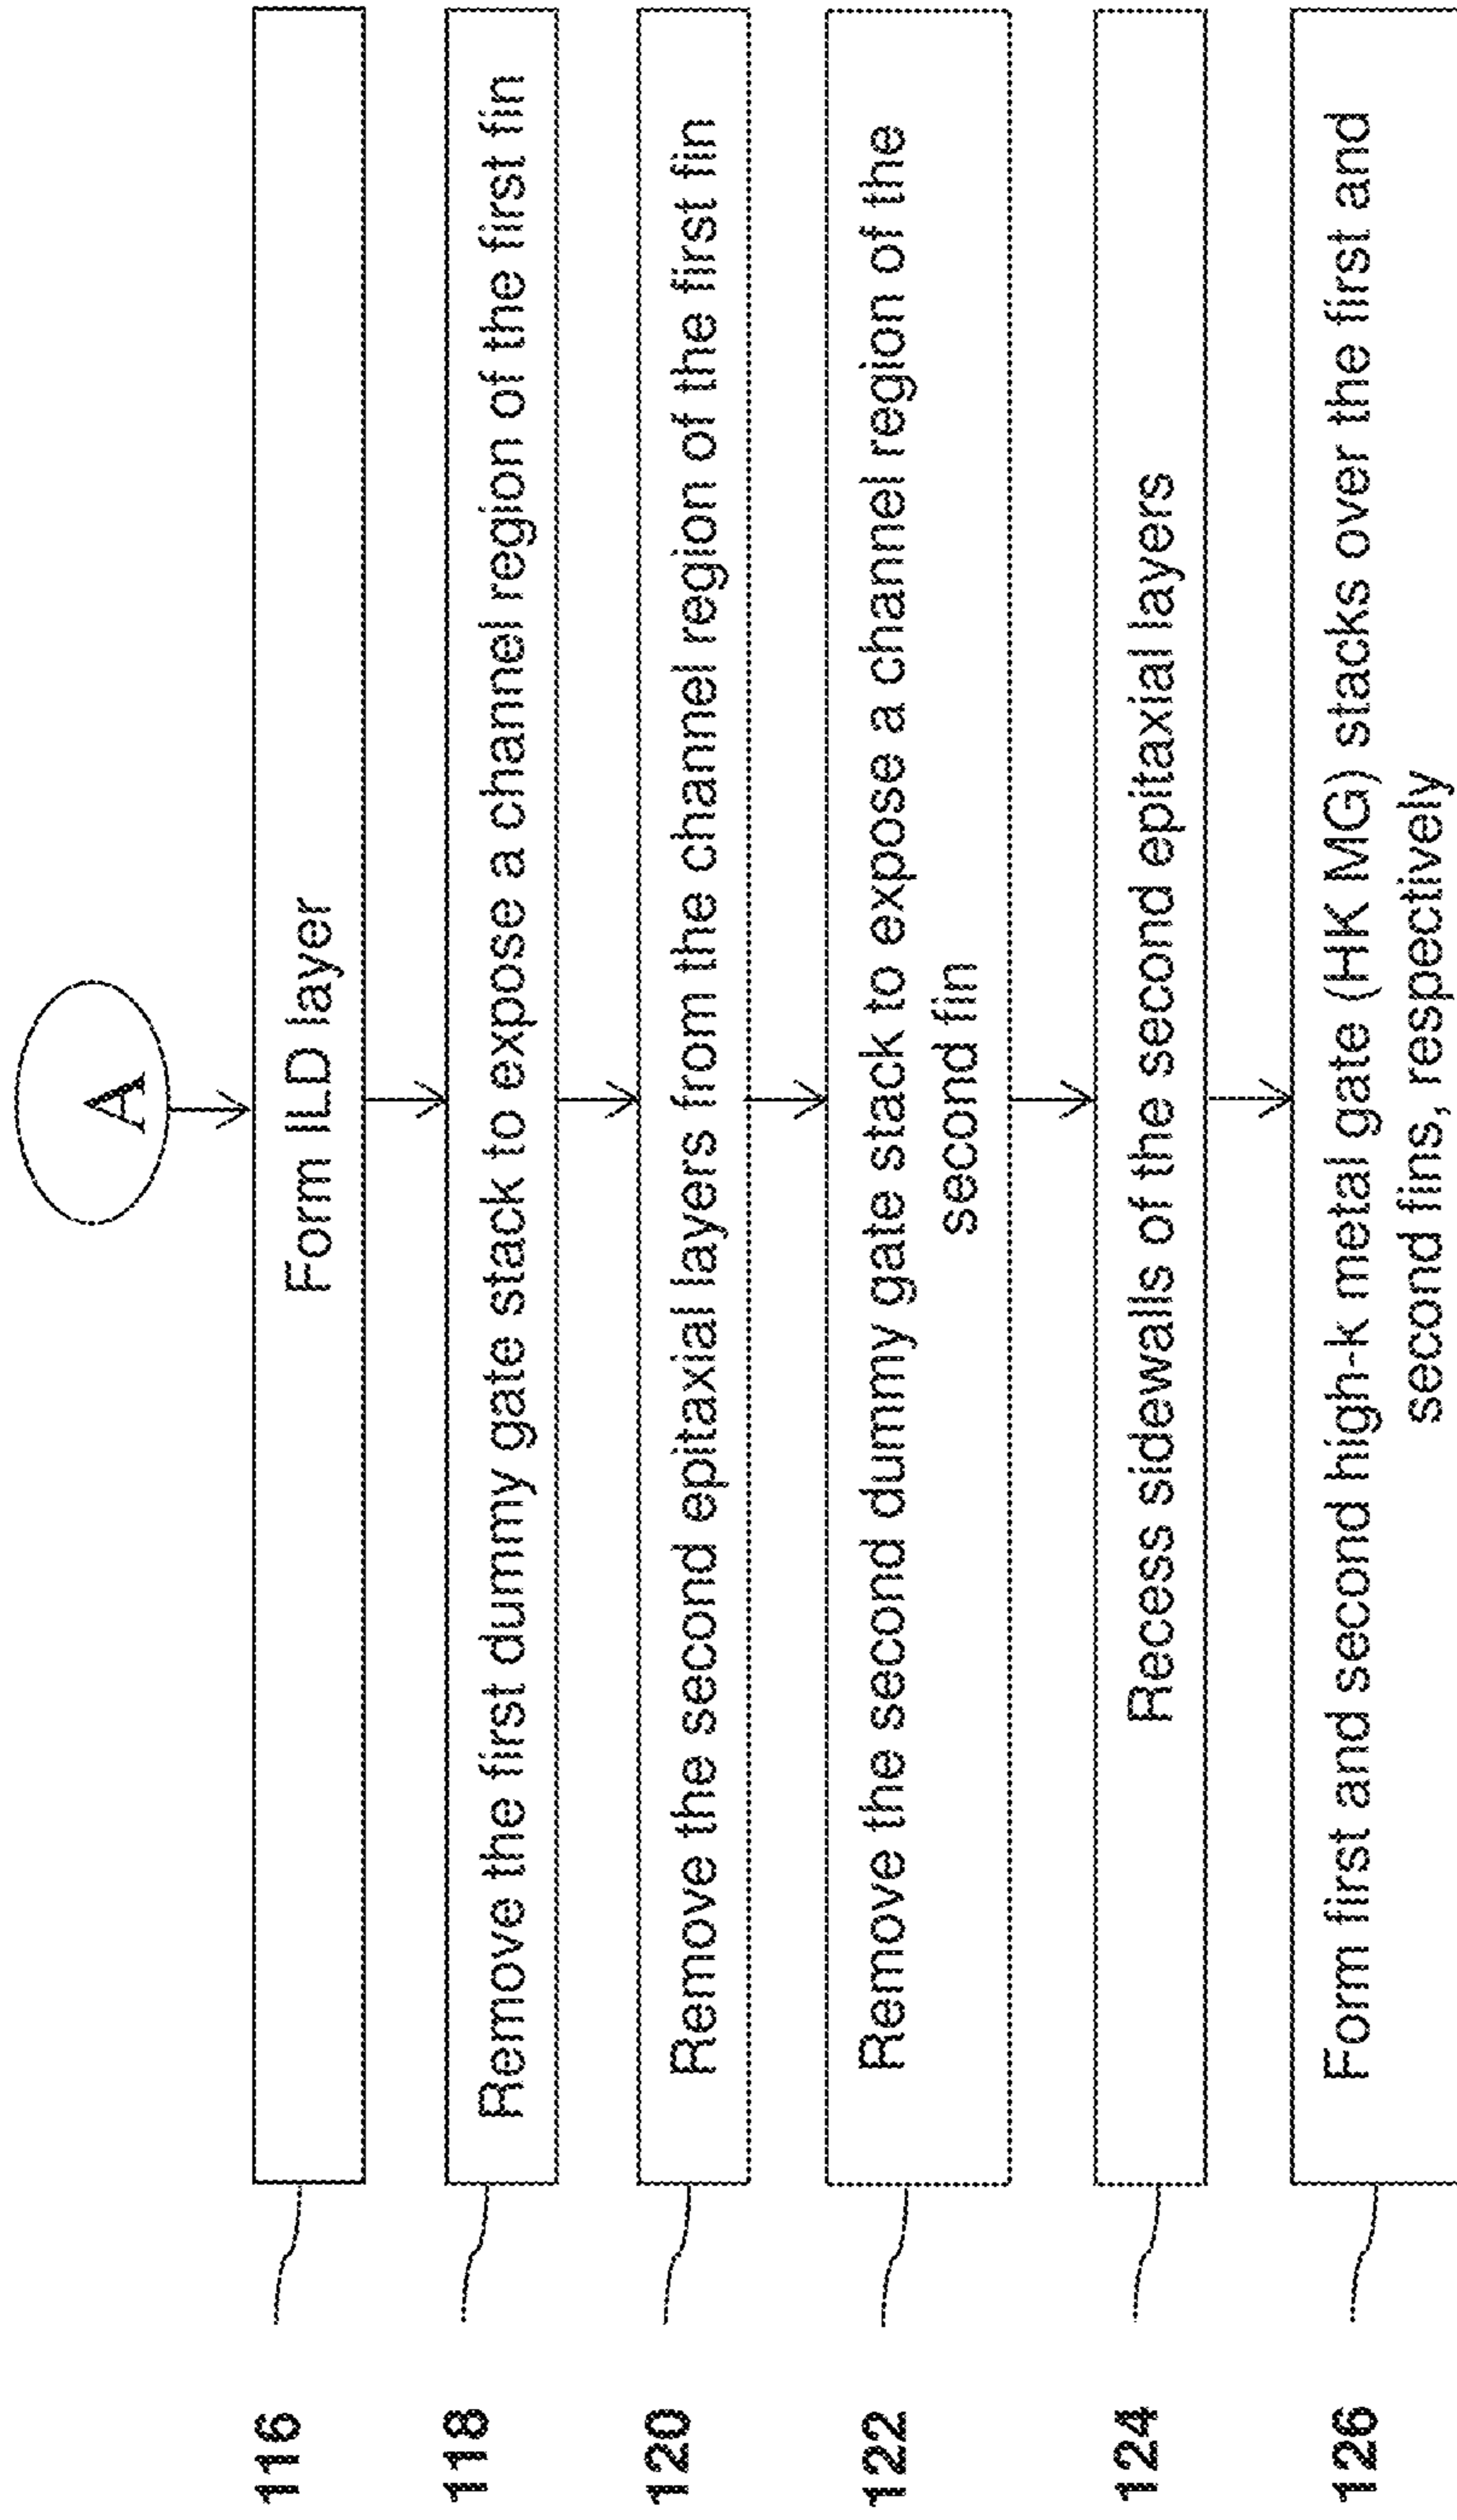 A
116
Form ILD layer
118
Remove the first dummy gate stack to expose a channel region of the first fin
120
Remove the second epitaxial layers from the channel region of the first fin
122
Remove the second dummy gate stack to expose a channel region of the
second fin
124
Recess sidewalls of the second epitaxial layers
126
Form first and second high-k metal gate (HK MG) stacks over the first and
second fins, respectively